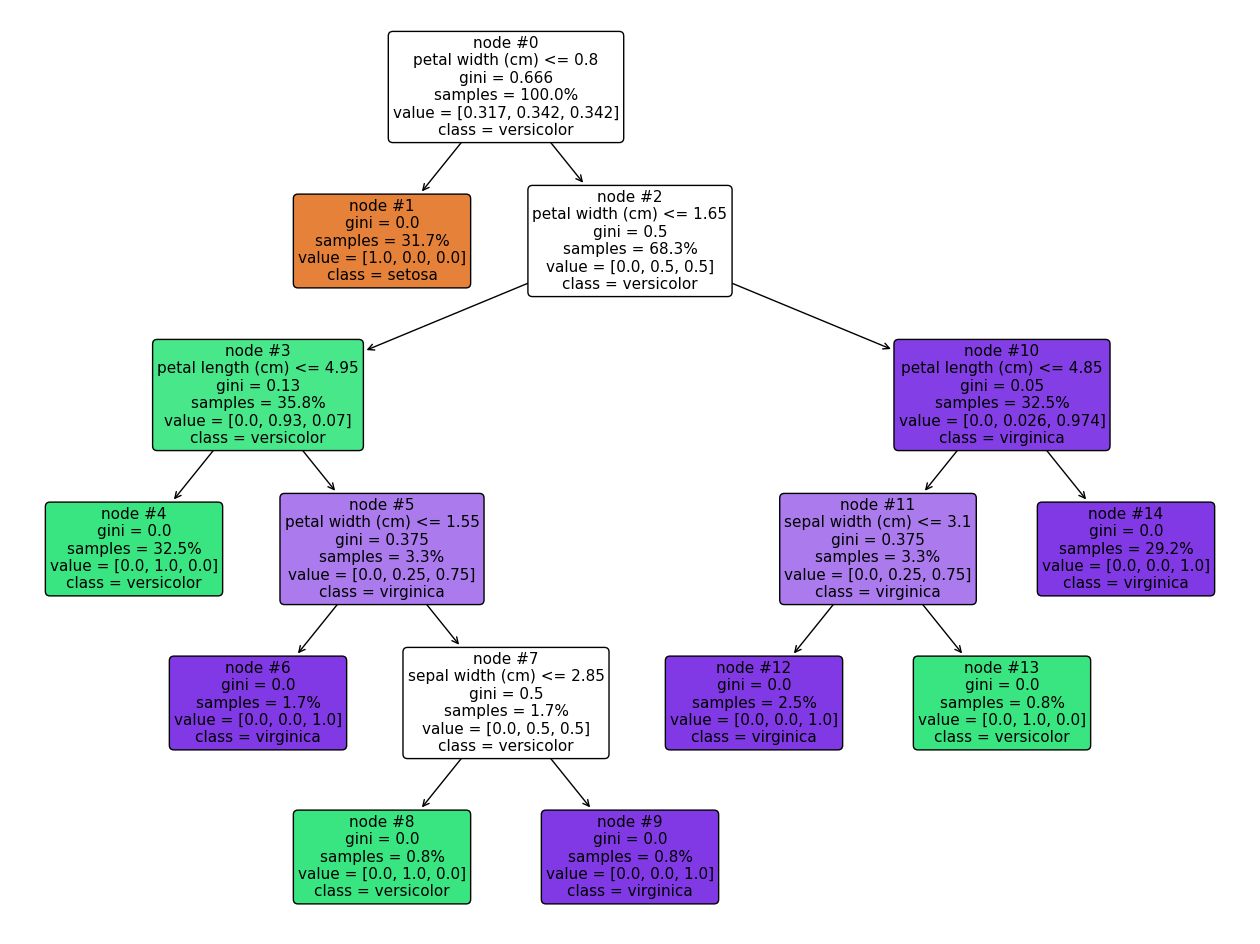 node #0
petal width (cm) <= 0.8
gini = 0.666
samples = 100.0%
value = [0.317, 0.342, 0.342]
class = versicolor
node #1
gini = 0.0
samples = 31.7%
value = [1.0, 0.0, 0.0]
class = setosa
node #2
petal width (cm) <= 1.65
gini = 0.5
samples = 68.3%
value = [0.0, 0.5, 0.5]
class = versicolor
node #3
petal length (cm) <= 4.95
gini = 0.13
samples = 35.8%
value = [0.0, 0.93, 0.07]
class = versicolor
node #10
petal length (cm) <= 4.85
gini = 0.05
samples = 32.5%
value = [0.0, 0.026, 0.974]
class = virginica
node #4
gini = 0.0
samples = 32.5%
value = [0.0, 1.0, 0.0]
class = versicolor
node #5
petal width (cm) <= 1.55
gini = 0.375
samples = 3.3%
value = [0.0, 0.25, 0.75]
class = virginica
node #11
sepal width (cm) <= 3.1
gini = 0.375
samples = 3.3%
value = [0.0, 0.25, 0.75]
class = virginica
node #14
gini = 0.0
samples = 29.2%
value = [0.0, 0.0, 1.0]
class = virginica
node #6
gini = 0.0
samples = 1.7%
value = [0.0, 0.0, 1.0]
class = virginica
node #7
sepal width (cm) <= 2.85
gini = 0.5
samples = 1.7%
value = [0.0, 0.5, 0.5]
class = versicolor
node #12
gini = 0.0
samples = 2.5%
value = [0.0, 0.0, 1.0]
class = virginica
node #13
gini = 0.0
samples = 0.8%
value = [0.0, 1.0, 0.0]
class = versicolor
node #8
gini = 0.0
samples = 0.8%
value = [0.0, 1.0, 0.0]
class = versicolor
node #9
gini = 0.0
samples = 0.8%
value = [0.0, 0.0, 1.0]
class = virginica